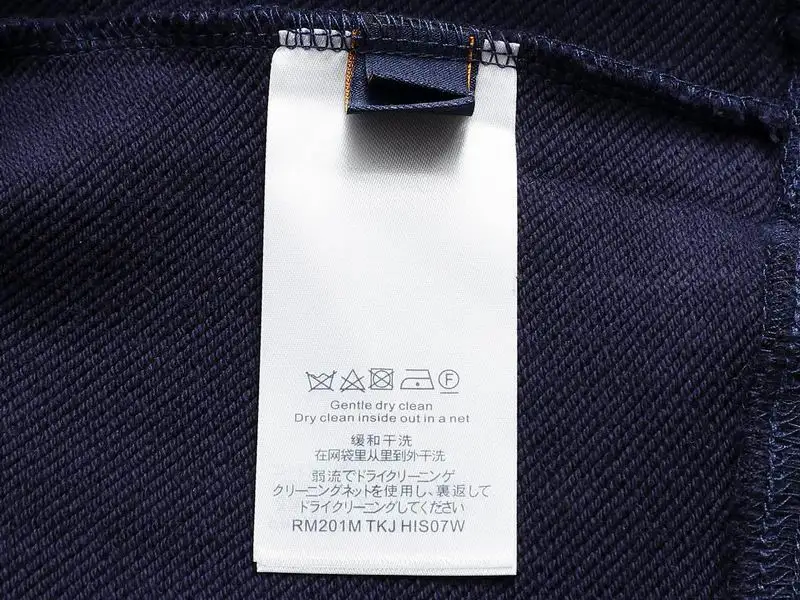 F
Gentle dry clean
Dry clean inside out in a net
缓和干洗
在网袋里从里到外干洗
弱流でドライクリーニング
クリーニングネットを使用し、裏返して
ドライクリーニングしてください
RM201M TKJ HIS07W